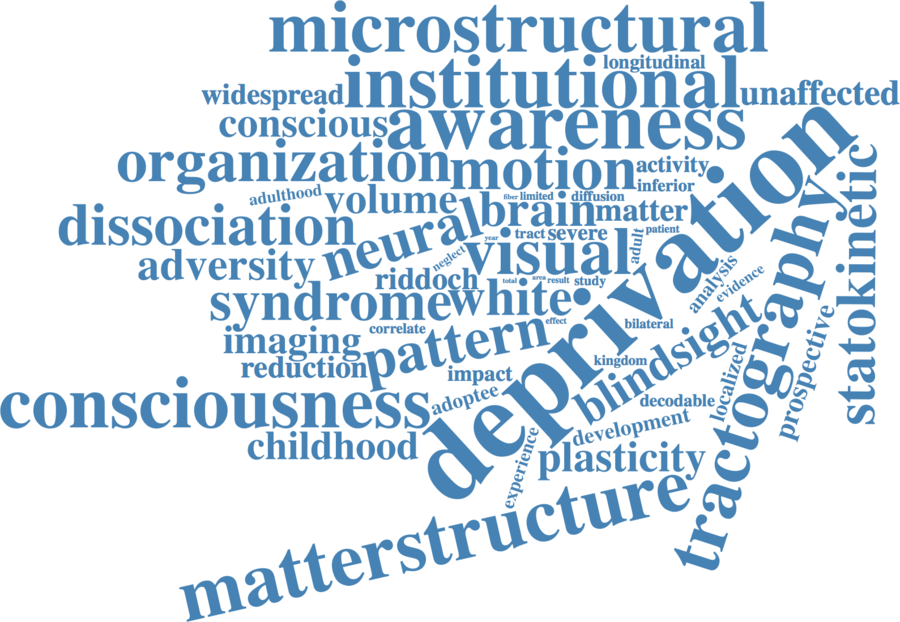 microstructural
longitudinal
institutional
widespread
unaffected
conscious
awareness
organization
motion
activity
inferior
adulthood
volume
fiber
limited
diffusion
brain
matter
dissociation
neural
tract
severe
adult
patient
year
visual
neglect
adversity
riddoch
total
area
result
study
analysis
evidence
syndrome
white
deprivation
tractography
statokinetic
imaging
correlate
pattern
effect
bilateral
blindsight
reduction
impact
kingdom
localized
prospective
consciousness
adoptee
decodable
development
childhood
experience
plasticity
matterstructure